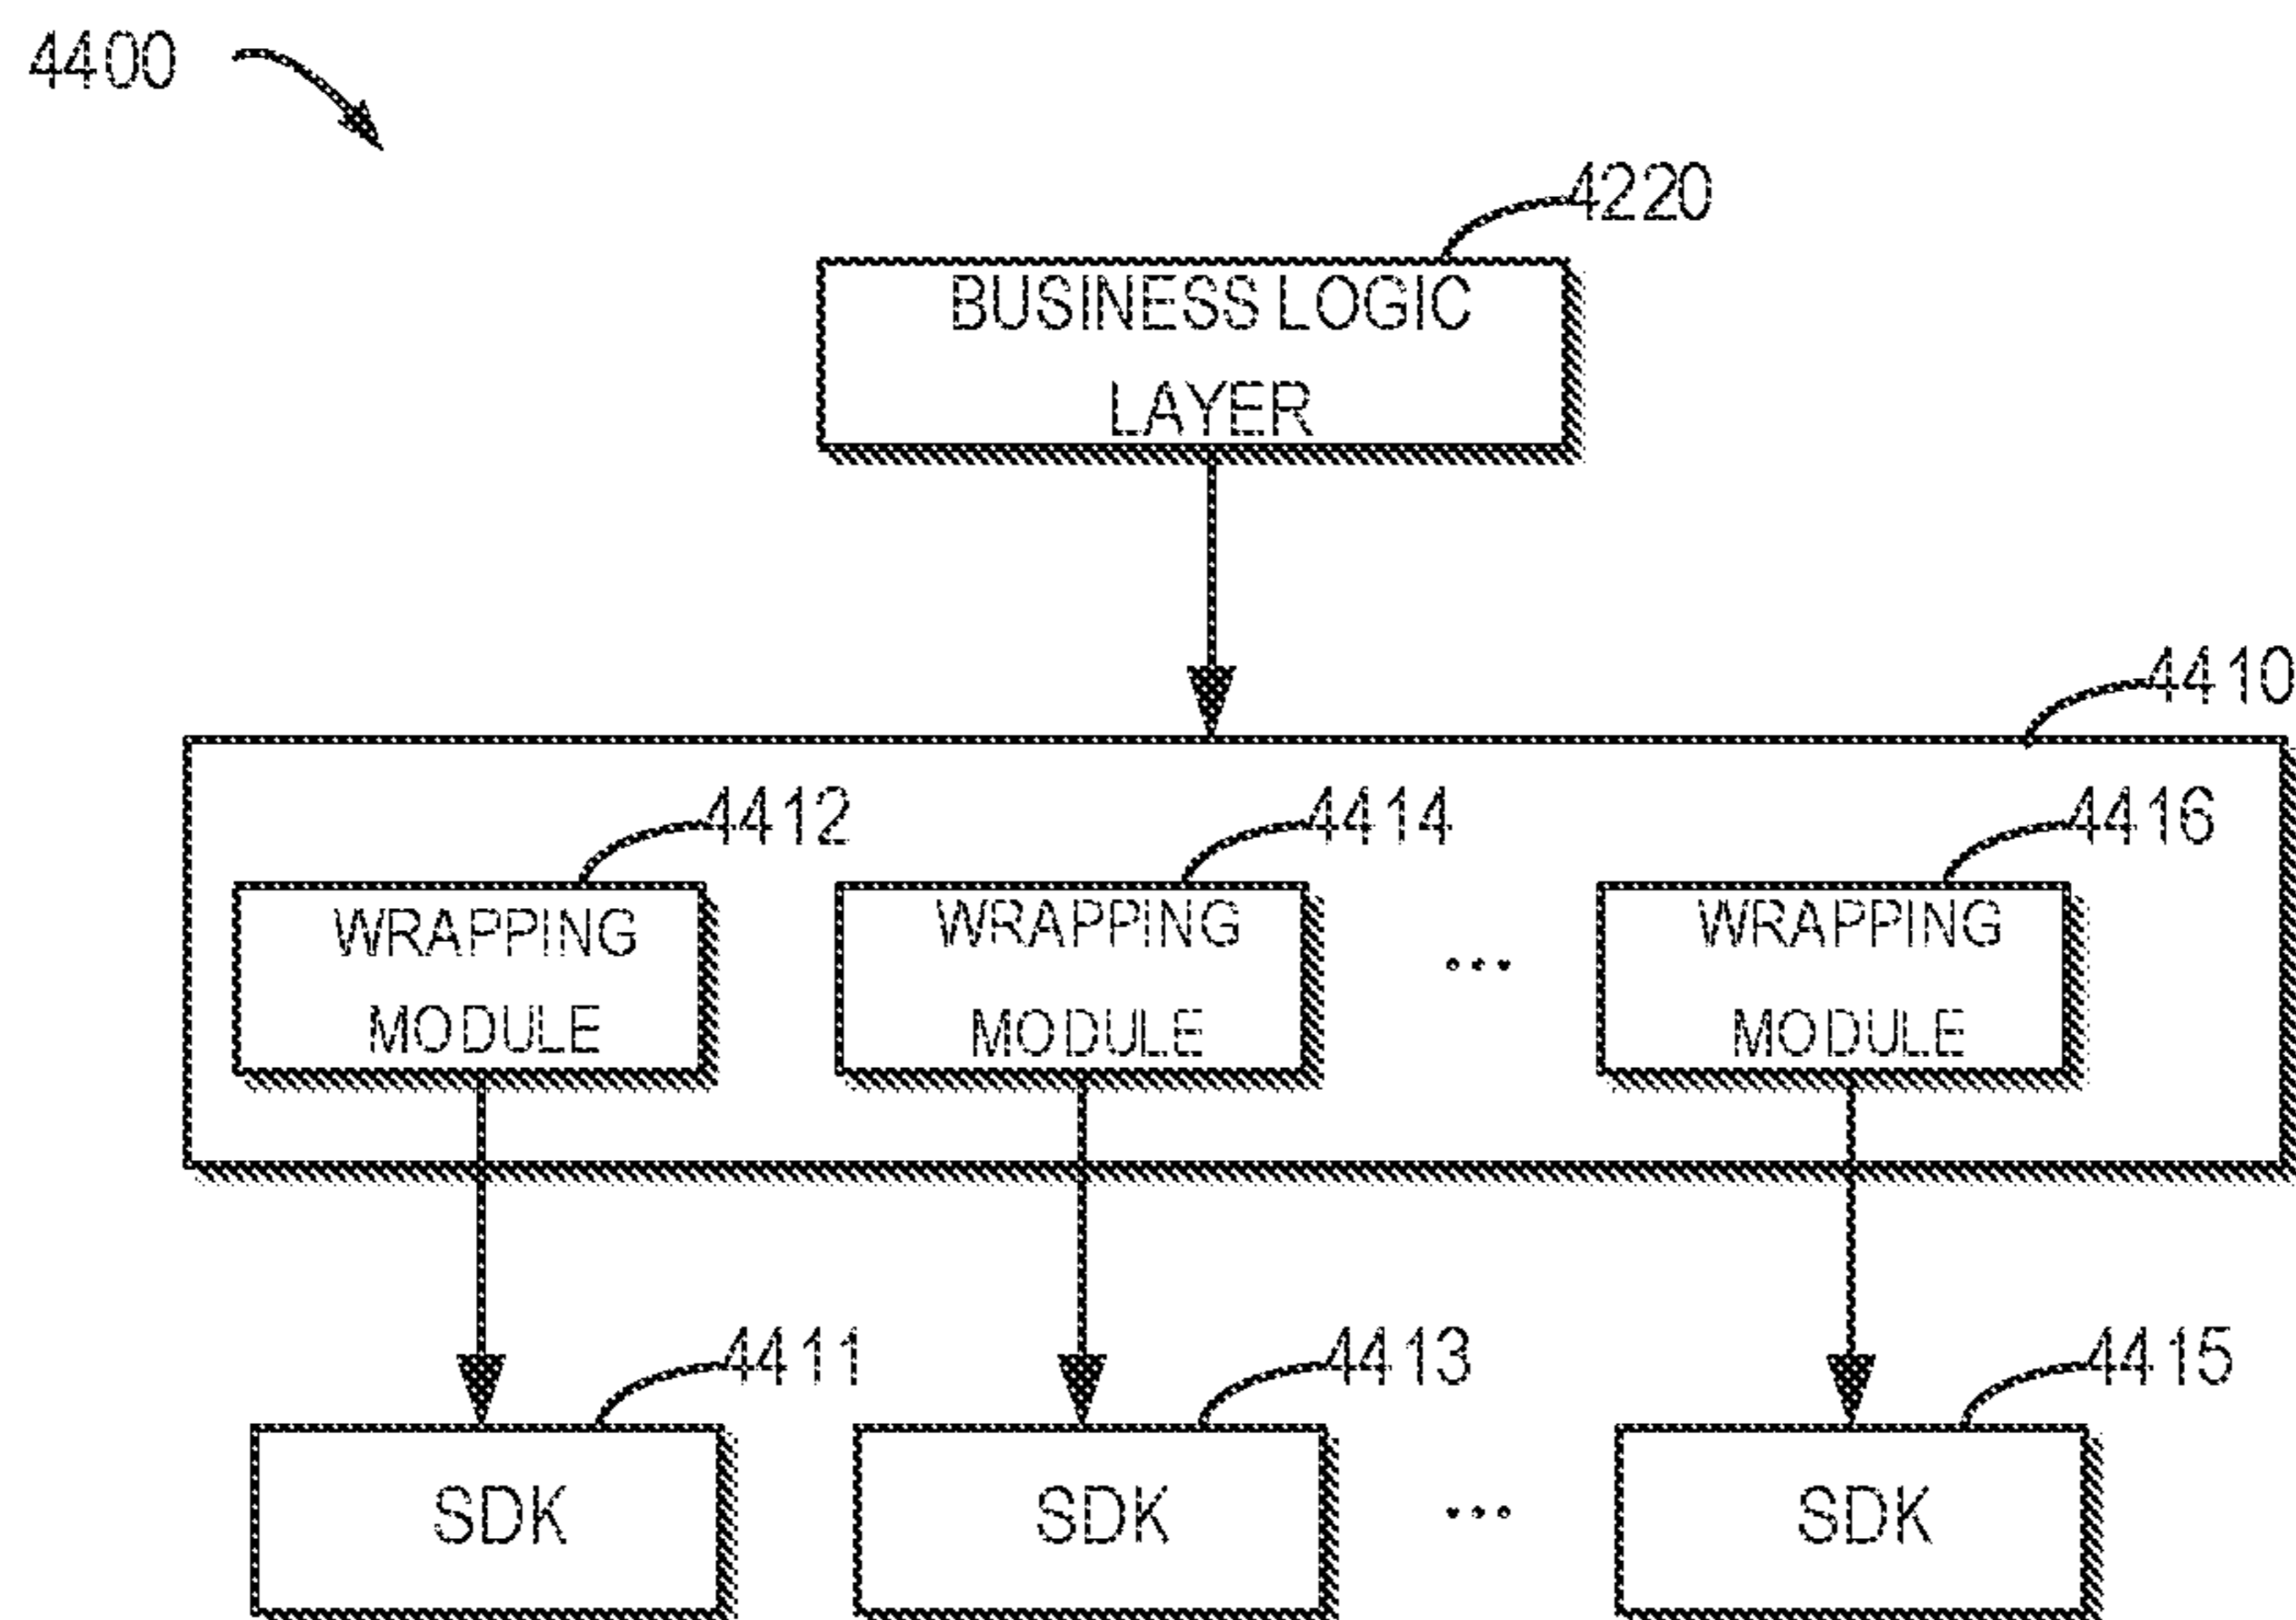 4400
4220
BUSINESS LOGIC
LAYER
4410
4412
4414
4416
WRAPPING
MODULE
WRAPPING
MODULE
...
WRAPPING
MODULE
4411
4413
4415
SDK
SDK
...
SDK